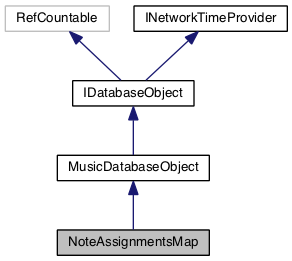 RefCountable
INetworkTimeProvider
IDatabaseObject
MusicDatabaseObject
NoteAssignmentsMap